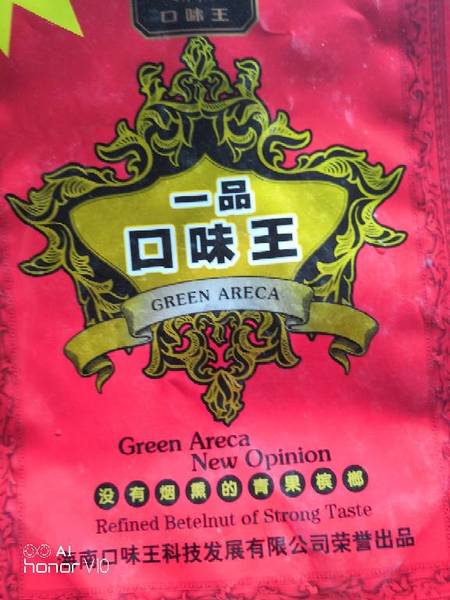 口味王
一品
口味王
GREEN ARECA
Green Areca
New Opinion
没有烟熏的青果槟榔
Refined Betelnut of Strong Taste
南口味王科技发展有限公司荣誉出品
AI
honor V10